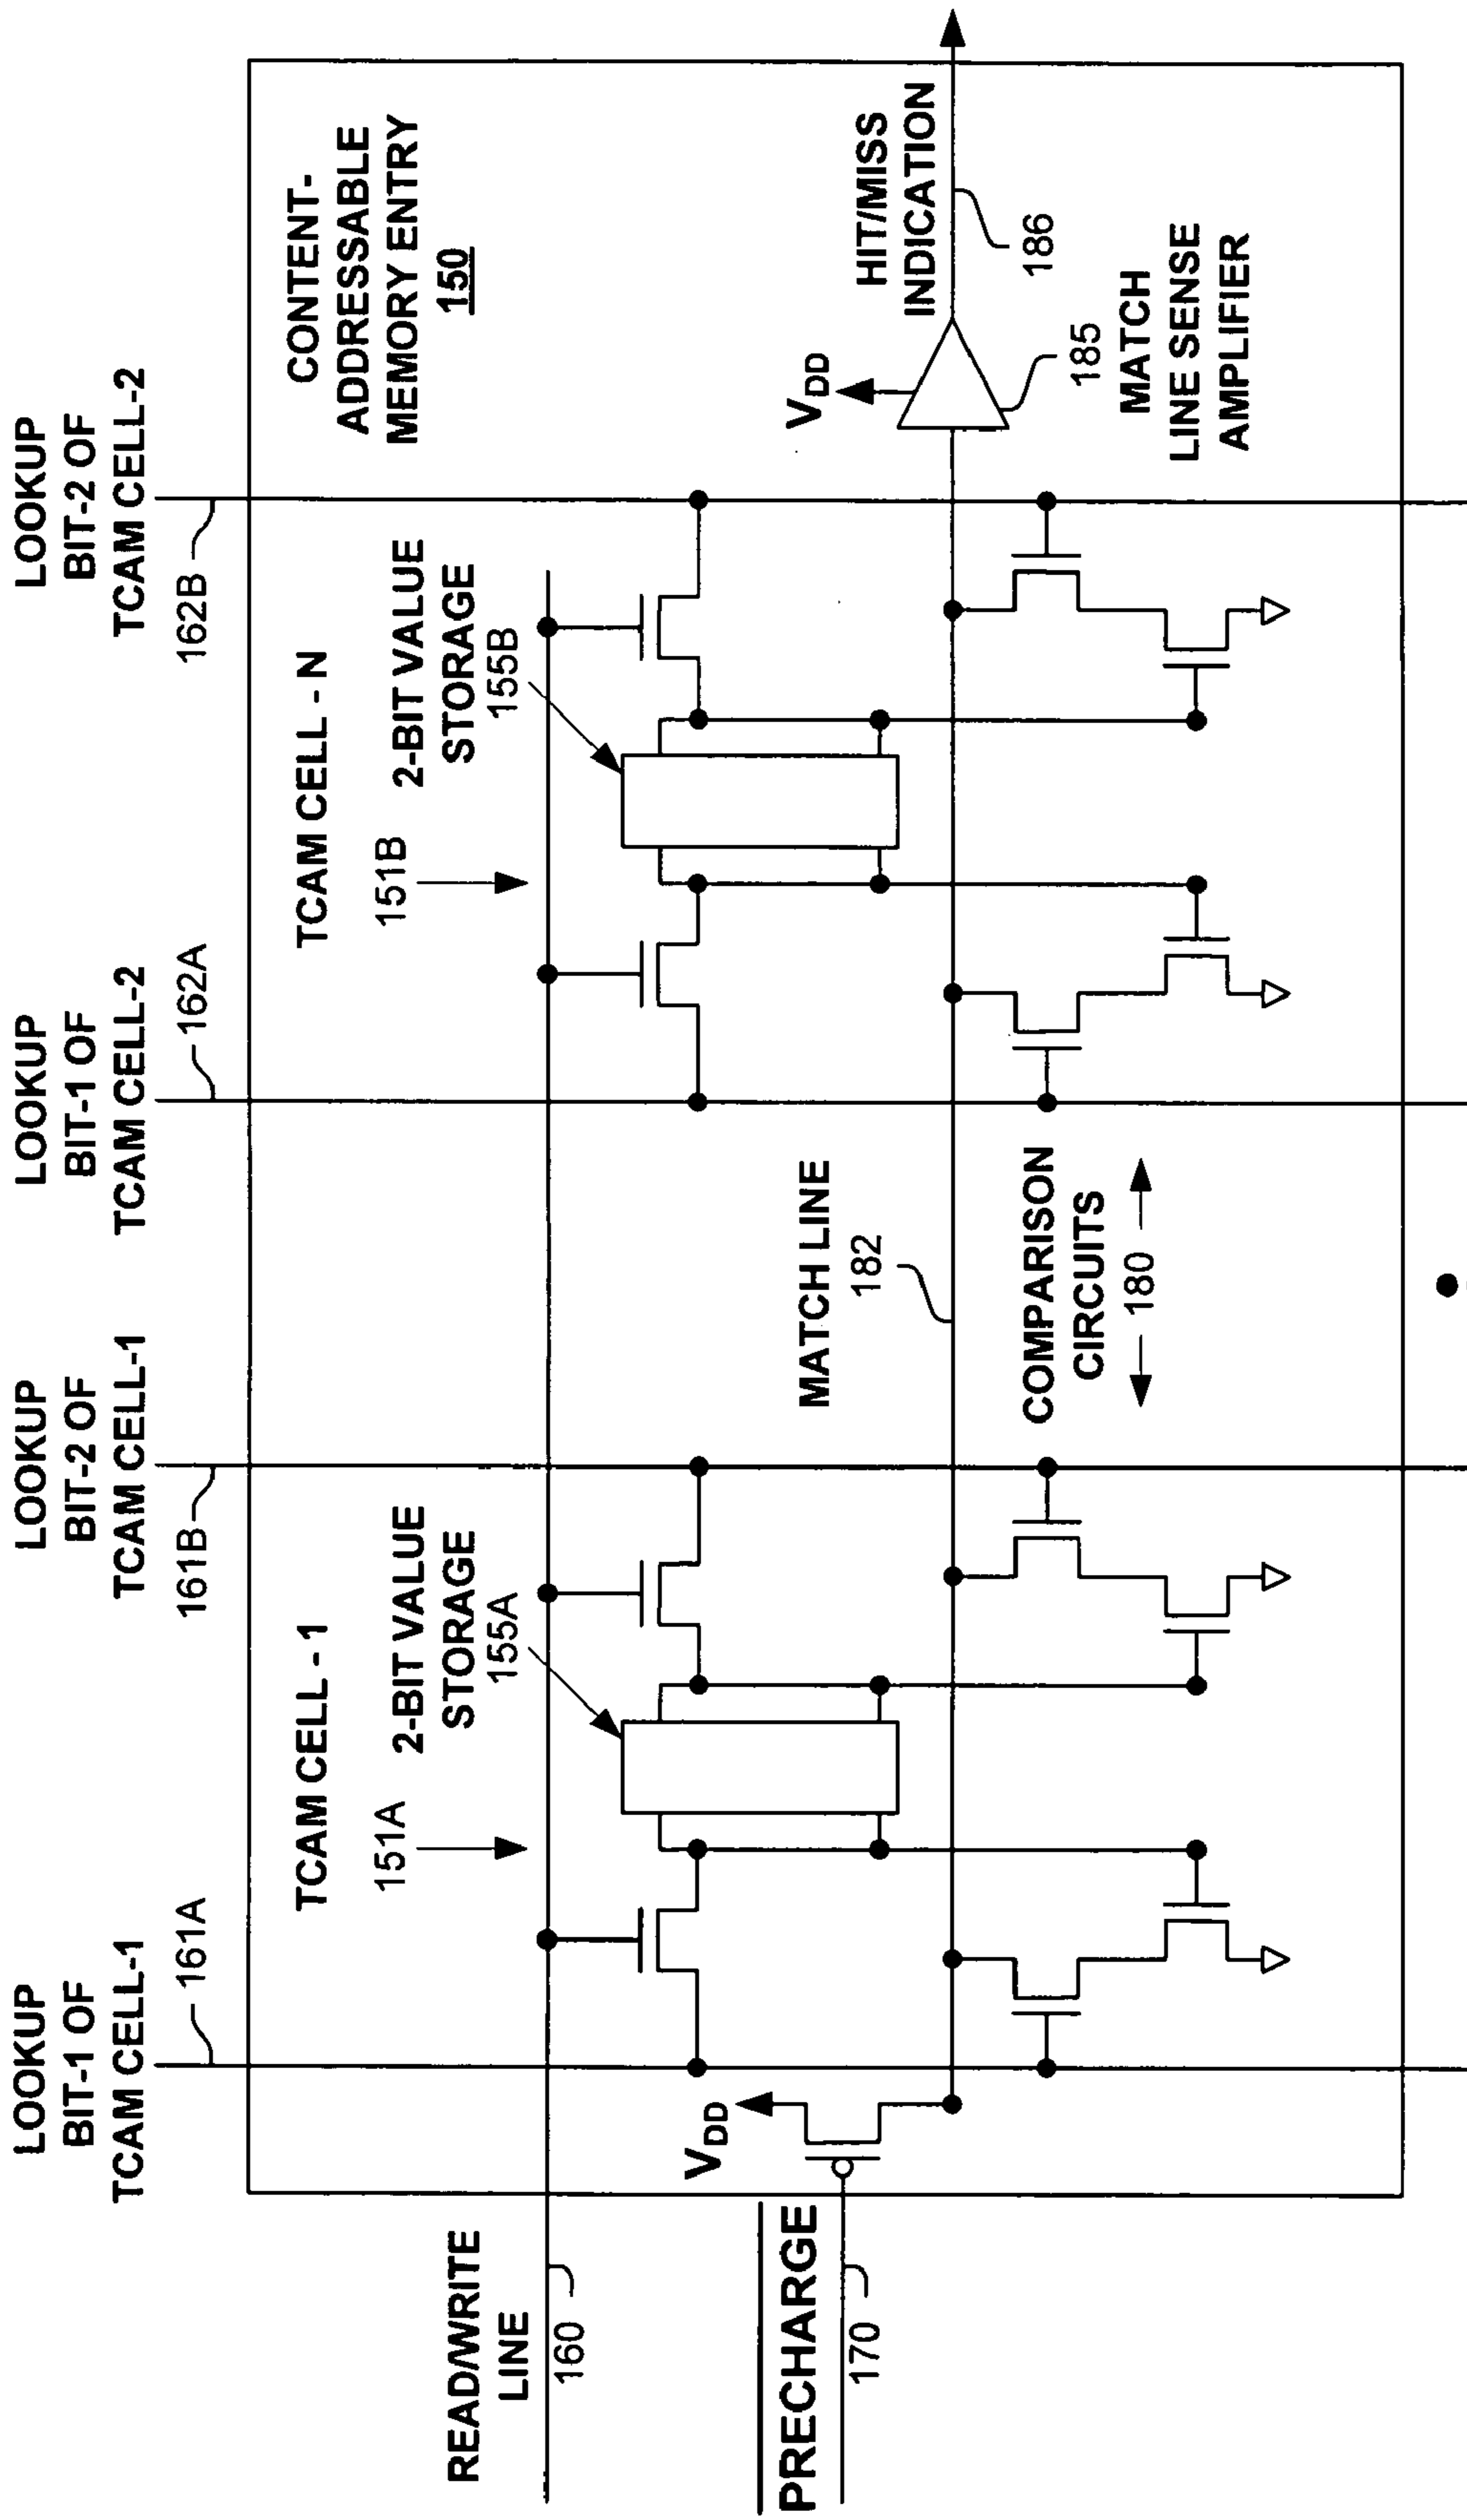 LOOKUP
BIT-1 OF
TCAM CELL-1
161A
LOOKUP
BIT-2 OF
TCAM CELL-1
161B
LOOKUP
BIT-1 OF
TCAM CELL-2
162A
LOOKUP
BIT-2 OF
TCAM CELL-2
162B
CONTENT-
ADDRESSABLE
MEMORY ENTRY
150
TCAM CELL - 1
151A
2-BIT VALUE
STORAGE
155A
TCAM CELL - N
151B
2-BIT VALUE
STORAGE
155B
READ/WRITE
LINE
160
VDD
PRECHARGE
170
MATCH LINE
182
COMPARISON
CIRCUITS
180
VDD
HIT/MISS
INDICATION
186
185
MATCH
LINE SENSE
AMPLIFIER